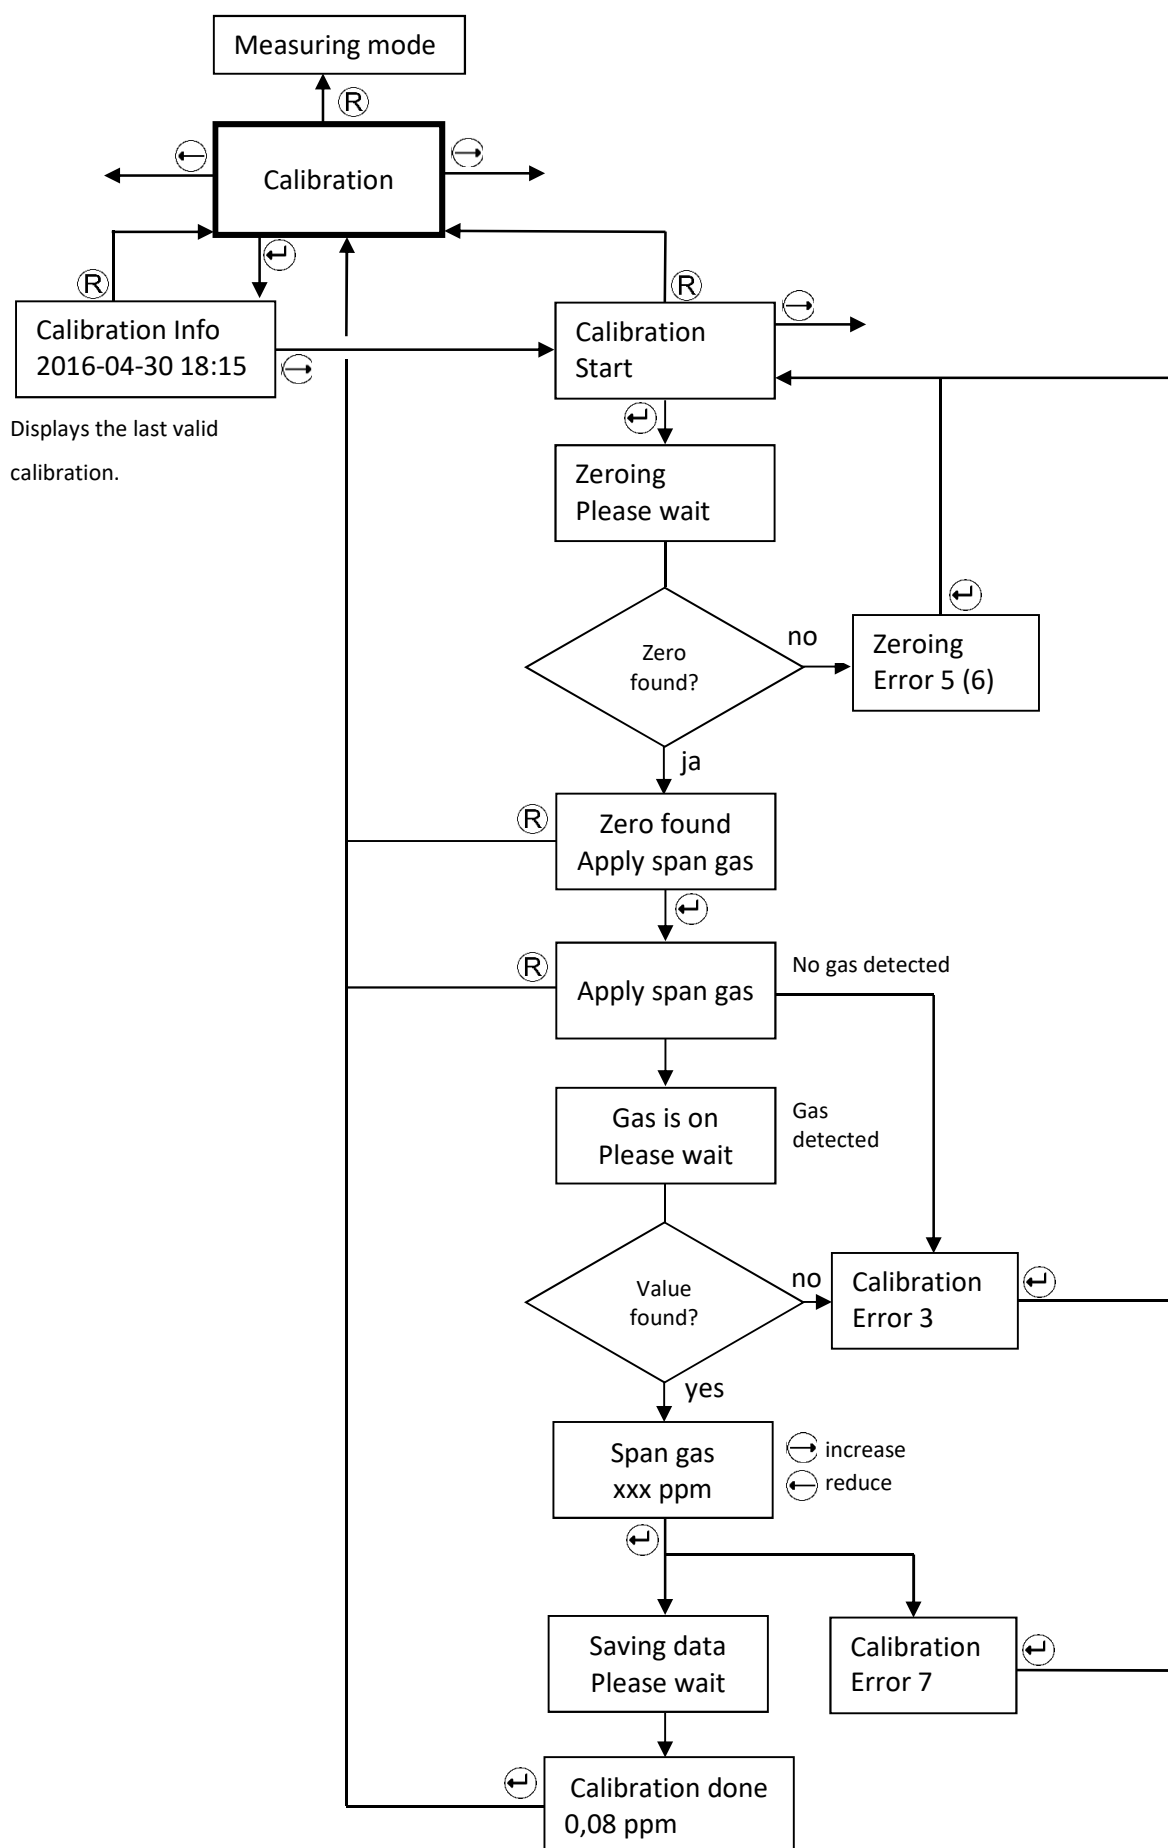 Measuring mode
R
Calibration
R
R
Calibration Info
2016-04-30 18:15
Calibration
Start
Displays the last valid
calibration.
Zeroing
Please wait
no
Zero
found?
Zeroing
Error 5 (6)
ja
R
Zero found
Apply span gas
R
No gas detected
Apply span gas
Gas is on
Please wait
Gas
detected
no
Value
found?
Calibration
Error 3
yes
Span gas
xxx ppm
increase
reduce
Saving data
Please wait
Calibration
Error 7
Calibration done
0,08 ppm